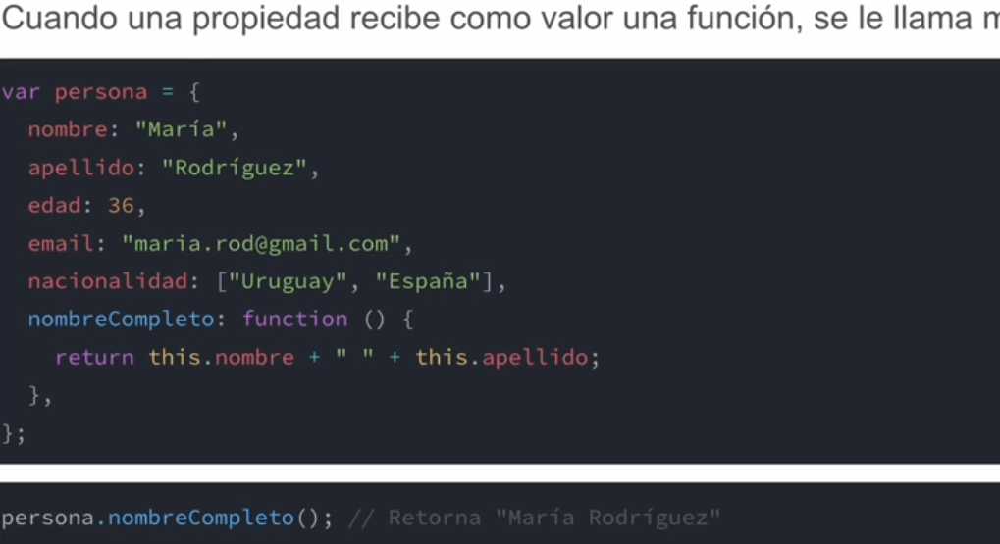 Cuando una propiedad recibe como valor una función, se le llama
var persona = {
nombre: "María",
apellido: "Rodríguez",
edad: 36,
email: "maria.rod@gmail.com",
nacionalidad: ["Uruguay", "España"],
nombreCompleto: function () {
return this.nombre + " " + this.apellido;
},
};
persona.nombreCompleto(); // Retorna "María Rodríguez"